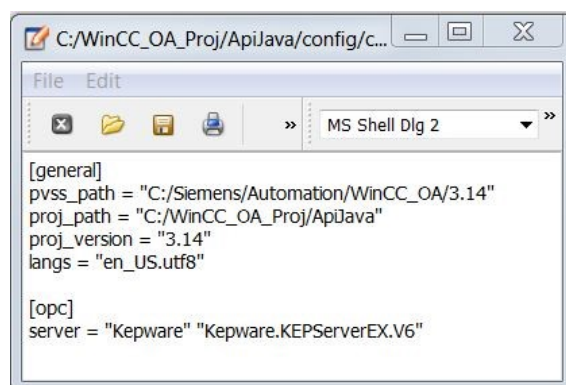 C:/WinCC_OA_Proj/ApiJava/config/c...
File Edit
» MS Shell Dlg 2 »
[general]
pvss_path = "C:/Siemens/Automation/WinCC_OA/3.14"
proj_path = "C:/WinCC_OA_Proj/ApiJava"
proj_version = "3.14"
langs = "en_US.utf8"
[opc]
server = "Kepware" "Kepware.KEPServerEX.V6"